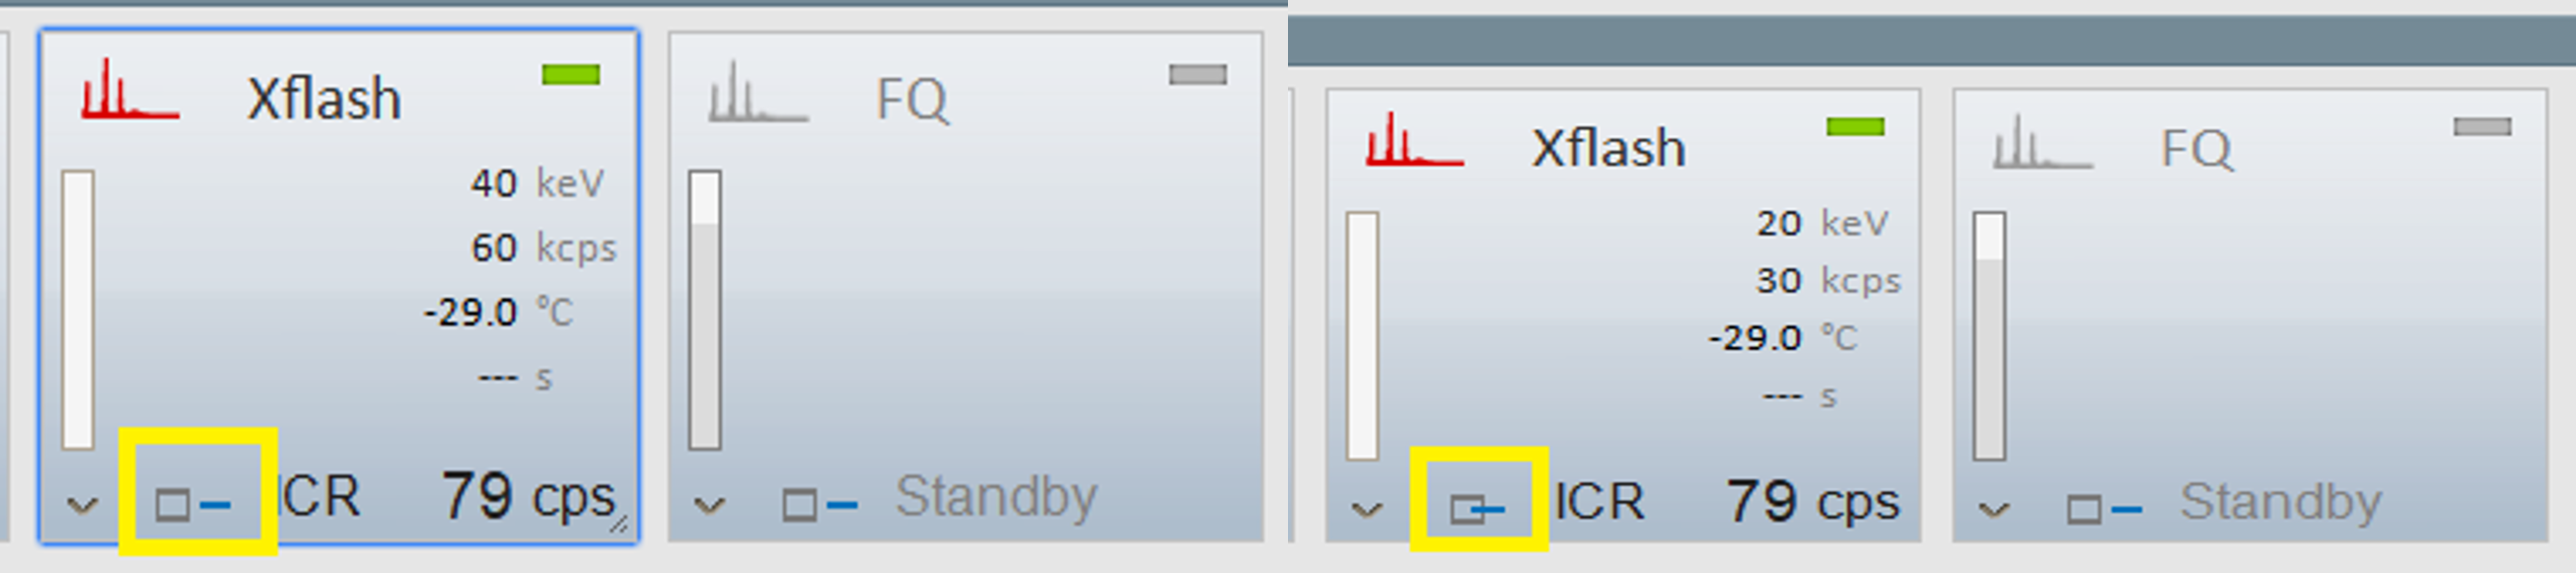 Xflash
40 keV
60 kcps
-29.0 °C
--- s
ICR 79 cps
FQ
Standby
Xflash
20 keV
30 kcps
-29.0 °C
--- s
ICR 79 cps
FQ
Standby